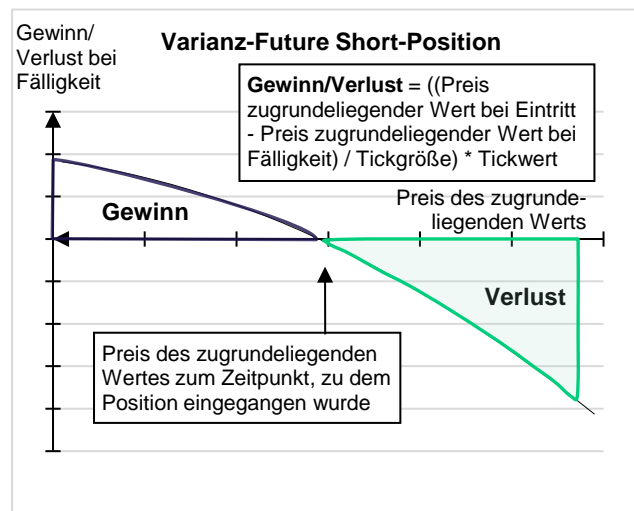 Gewinn/
Verlust bei
Fälligkeit
Varianz-Future Short-Position
Gewinn/Verlust = ((Preis
zugrundeliegender Wert bei Eintritt
- Preis zugrundeliegender Wert bei
Fälligkeit) / Tickgröße) * Tickwert
Preis des zugrunde-
liegenden Werts
Gewinn
Verlust
Preis des zugrundeliegenden
Wertes zum Zeitpunkt, zu dem
Position eingegangen wurde